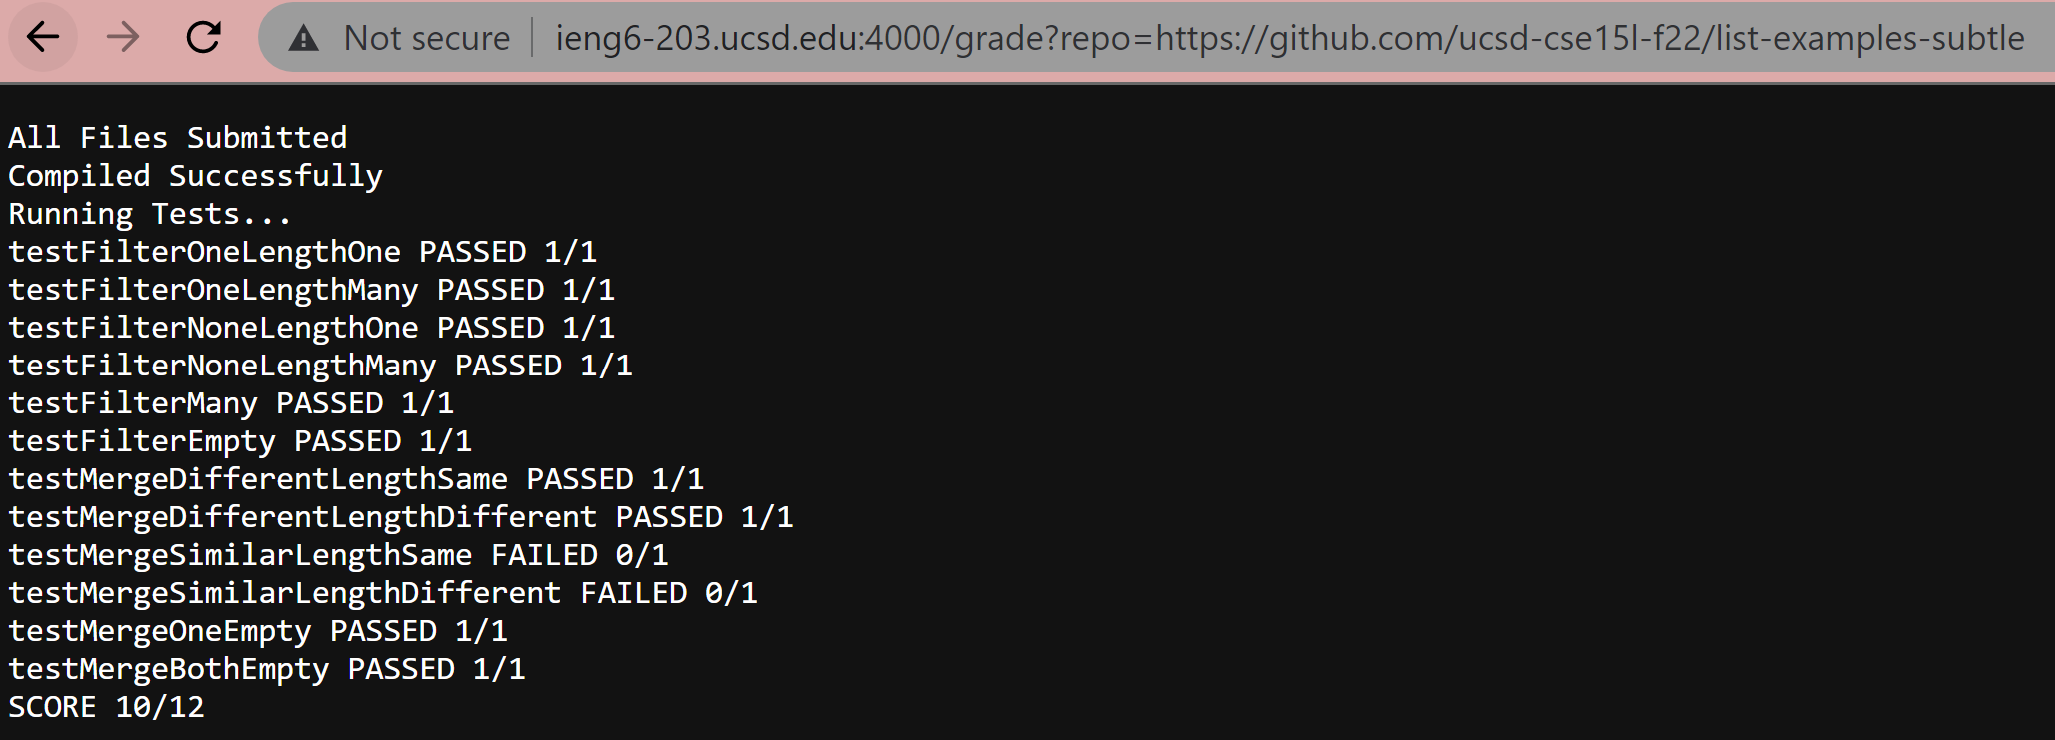 Not secure ieng6-203.ucsd.edu:4000/grade?repo=https://github.com/ucsd-cse15l-f22/list-examples-subtle
All Files Submitted
Compiled Successfully
Running Tests...
testFilterOneLengthOne PASSED 1/1
testFilterOneLengthMany PASSED 1/1
testFilterNoneLengthOne PASSED 1/1
testFilterNoneLengthMany PASSED 1/1
testFilterMany PASSED 1/1
testFilterEmpty PASSED 1/1
testMergeDifferentLengthSame PASSED 1/1
testMergeDifferentLengthDifferent PASSED 1/1
testMergeSimilarLengthSame FAILED 0/1
testMergeSimilarLengthDifferent FAILED 0/1
testMergeOneEmpty PASSED 1/1
testMergeBothEmpty PASSED 1/1
SCORE 10/12